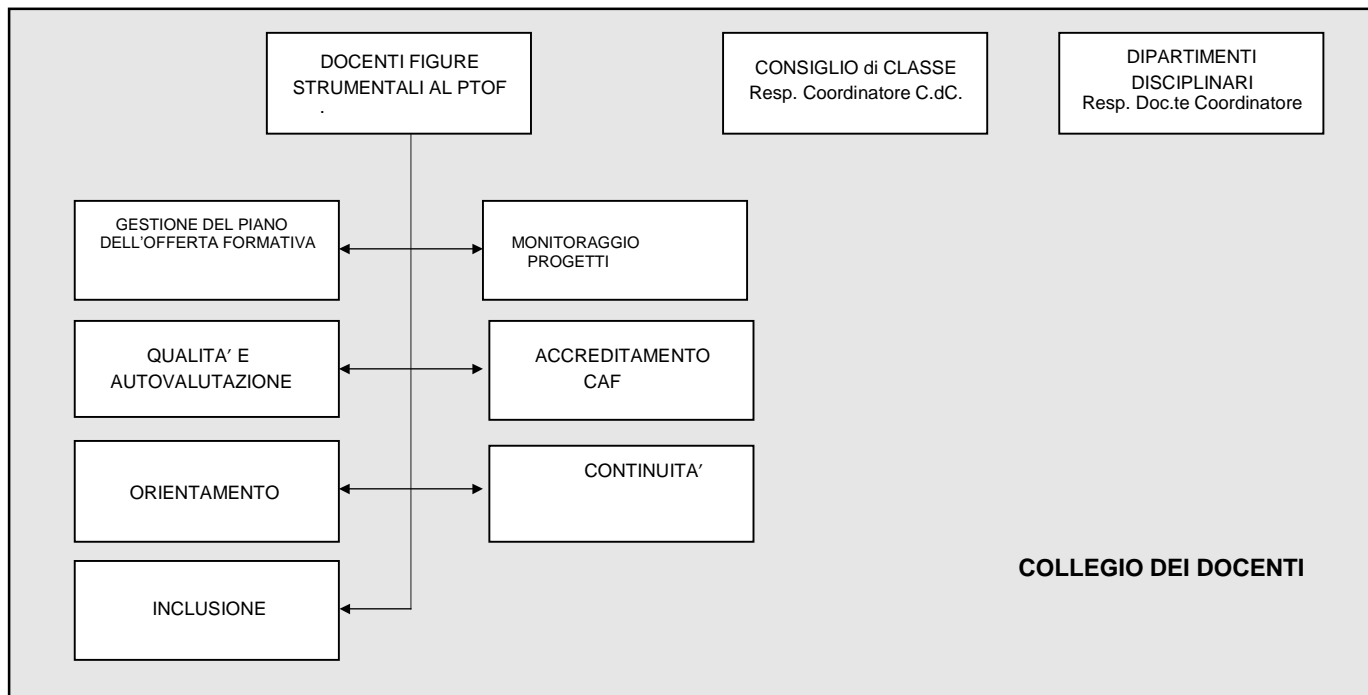 DOCENTI FIGURE
STRUMENTALI AL PTOF
.
CONSIGLIO di CLASSE
Resp. Coordinatore C.dC.
DIPARTIMENTI
DISCIPLINARI
Resp. Doc.te Coordinatore
GESTIONE DEL PIANO
DELL'OFFERTA FORMATIVA
MONITORAGGIO
PROGETTI
QUALITA’ E
AUTOVALUTAZIONE
ACCREDITAMENTO
CAF
ORIENTAMENTO
CONTINUITA’
INCLUSIONE
COLLEGIO DEI DOCENTI